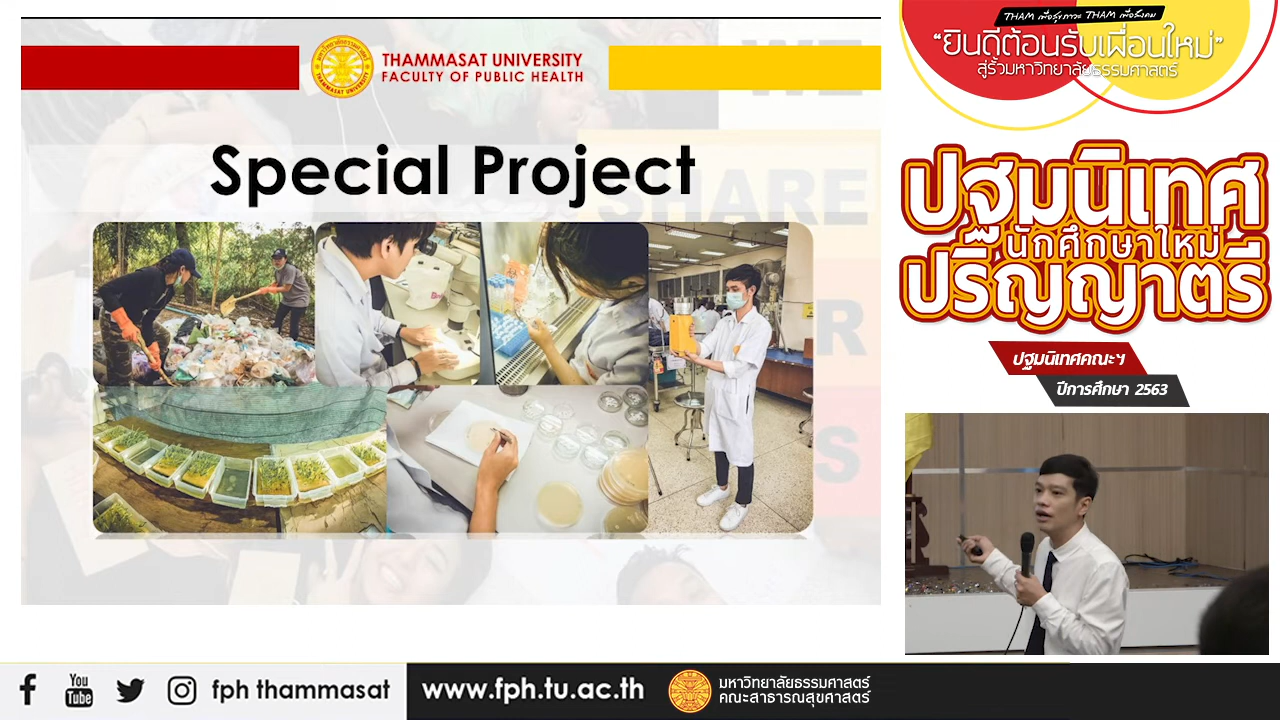 THAMMASAT UNIVERSITY
FACULTY OF PUBLIC HEALTH
Special Project
WE
SHARE
R
S
THAM เพื่อสุขภาวะ THAM เพื่อสังคม
“ยินดีต้อนรับเพื่อนใหม่”
สู่รั้วมหาวิทยาลัยธรรมศาสตร์
ปฐมนิเทศ
นักศึกษาใหม่
ปริญญาตรี
ปฐมนิเทศคณะฯ
ปีการศึกษา 2563
You
Tube
fph thammasat
www.fph.tu.ac.th
มหาวิทยาลัยธรรมศาสตร์
คณะสาธารณสุขศาสตร์